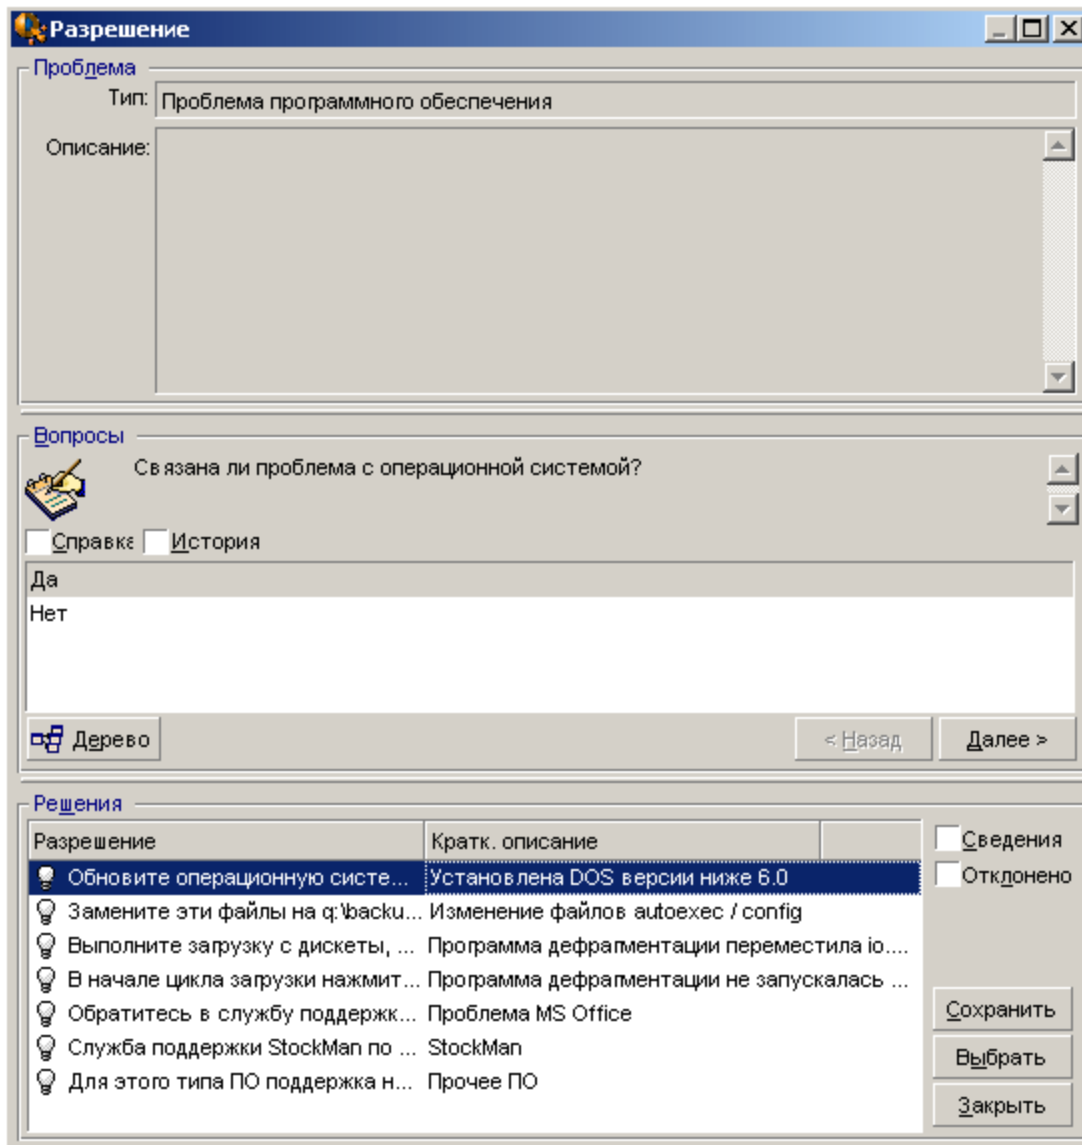 Разрешение
Проблема
Тип: Проблема программного обеспечения
Описание:
Вопросы
Связана ли проблема с операционной системой?
Справка История
Да
Нет
Дерево < Назад Далее >
Решения
Разрешение Кратк. описание
Сведения
Обновите операционную систе... Установлена DOS версии ниже 6.0
Отклонено
Замените эти файлы на q:\backu... Изменение файлов autoexec / config
Выполните загрузку с дискеты, ... Программа дефрагментации переместила io....
В начале цикла загрузки нажмит... Программа дефрагментации не запускалась ...
Обратитесь в службу поддержк... Проблема MS Office
Сохранить
Служба поддержки StockMan по ... StockMan
Выбрать
Для этого типа ПО поддержка н... Прочее ПО
Закрыть